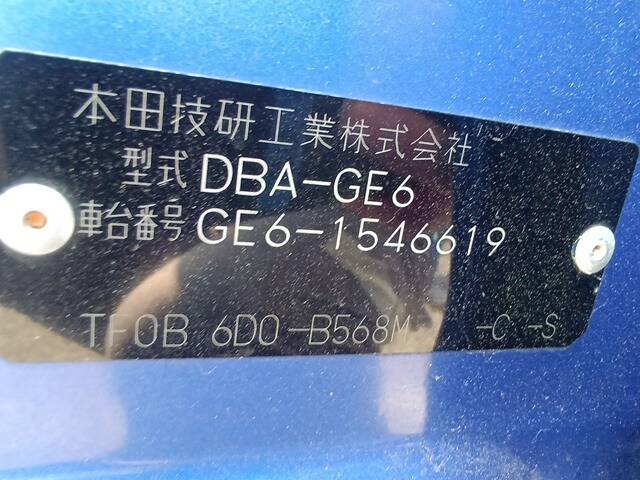 本田技研工業株式会社
型式 DBA-GE6
車台番号 GE6-1546619
TF0B 6D0-B568M -C -S